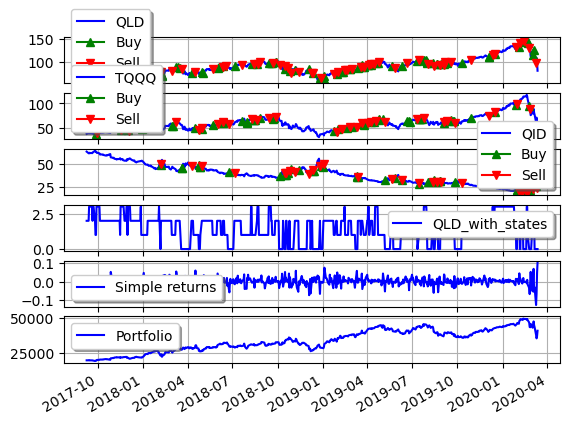 QLD
Buy
Sell
150
100
TQQQ
Buy
Sell
100
50
QID
Buy
Sell
50
25
QLD_with_states
2.5
0.0
Simple returns
0.1
0.0
−0.1
Portfolio
50000
25000
2017-10
2018-01
2018-04
2018-07
2018-10
2019-01
2019-04
2019-07
2019-10
2020-01
2020-04